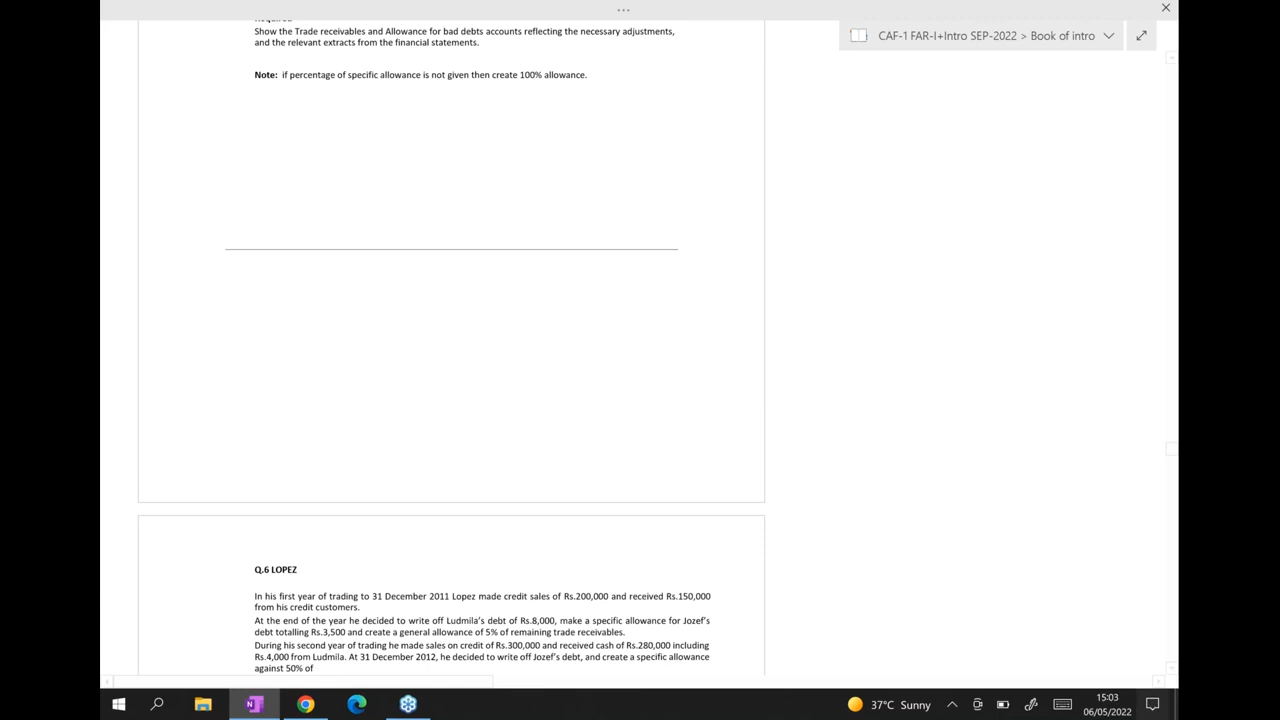 CAF-1 FAR-I+Intro SEP-2022 > Book of intro
Required
Show the Trade receivables and Allowance for bad debts accounts reflecting the necessary adjustments,
and the relevant extracts from the financial statements.
Note: if percentage of specific allowance is not given then create 100% allowance.
Q.6 LOPEZ
In his first year of trading to 31 December 2011 Lopez made credit sales of Rs.200,000 and received Rs.150,000
from his credit customers.
At the end of the year he decided to write off Ludmila's debt of Rs.8,000, make a specific allowance for Jozef's
debt totalling Rs.3,500 and create a general allowance of 5% of remaining trade receivables.
During his second year of trading he made sales on credit of Rs.300,000 and received cash of Rs.280,000 including
Rs.4,000 from Ludmila. At 31 December 2012, he decided to write off Jozef's debt, and create a specific allowance
against 50% of
37°C Sunny
15:03
06/05/2022